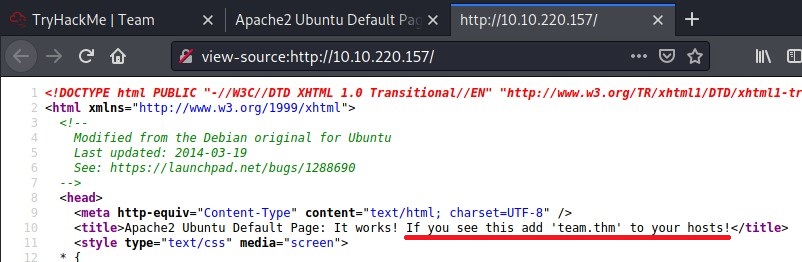 TryHackMe | Team
Apache2 Ubuntu Default Pag
http://10.10.220.157/
view-source:http://10.10.220.157/
1 <!DOCTYPE html PUBLIC "-//W3C//DTD XHTML 1.0 Transitional//EN" "http://www.w3.org/TR/xhtml1/DTD/xhtml1-tr
2 <html xmlns="http://www.w3.org/1999/xhtml">
3 <!--
4 Modified from the Debian original for Ubuntu
5 Last updated: 2014-03-19
6 See: https://launchpad.net/bugs/1288690
7 -->
8 <head>
9 <meta http-equiv="Content-Type" content="text/html; charset=UTF-8" />
10 <title>Apache2 Ubuntu Default Page: It works! If you see this add 'team.thm' to your hosts!</title>
11 <style type="text/css" media="screen">
12 * {